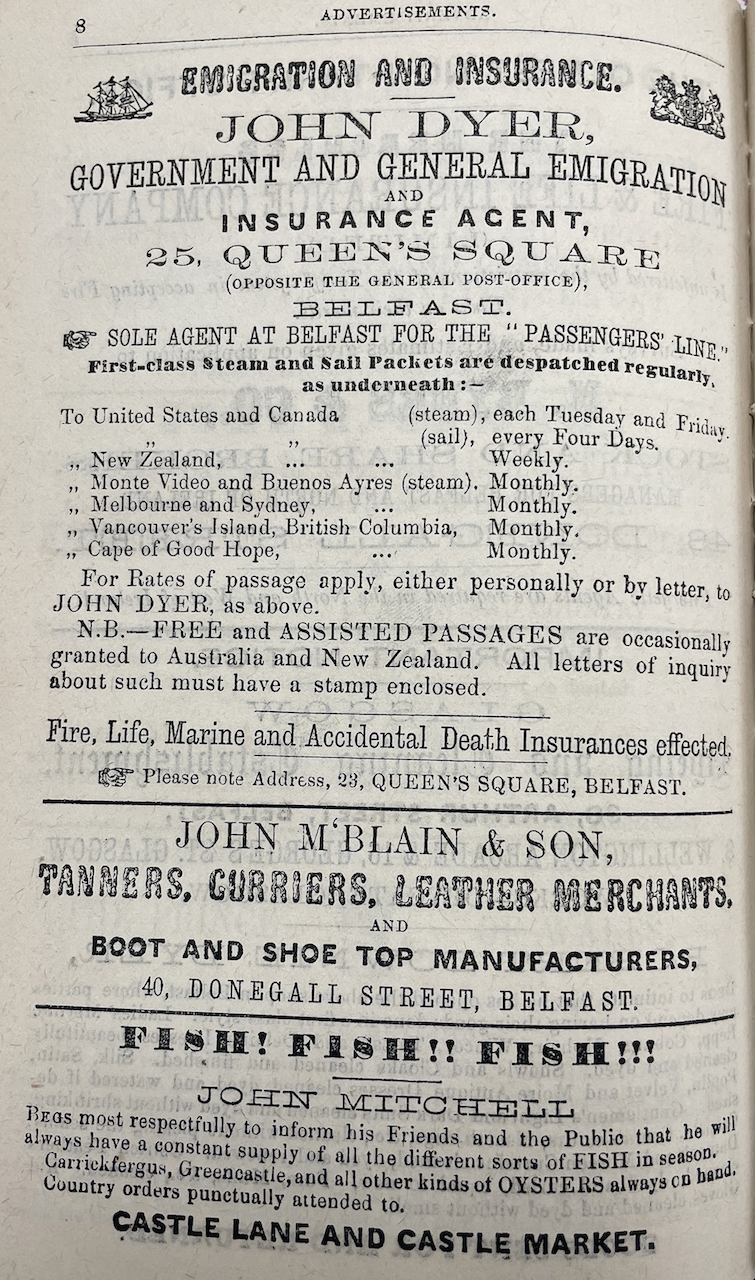 8
ADVERTISEMENTS.
EMIGRATION AND INSURANCE.
JOHN DYER,
GOVERNMENT AND GENERAL EMIGRATION
AND
INSURANCE AGENT,
25, QUEEN'S SQUARE
(OPPOSITE THE GENERAL POST-OFFICE),
BELFAST.
☞ SOLE AGENT AT BELFAST FOR THE "PASSENGERS' LINE."
First-class Steam and Sail Packets are despatched regularly,
as underneath:—
To United States and Canada (steam), each Tuesday and Friday.
„ „ (sail), every Four Days.
„ New Zealand, ... ... Weekly.
„ Monte Video and Buenos Ayres (steam). Monthly.
„ Melbourne and Sydney, ... Monthly.
„ Vancouver's Island, British Columbia, Monthly.
„ Cape of Good Hope, ... Monthly.
For Rates of passage apply, either personally or by letter, to
JOHN DYER, as above.
N.B.—FREE and ASSISTED PASSAGES are occasionally
granted to Australia and New Zealand. All letters of inquiry
about such must have a stamp enclosed.
Fire, Life, Marine and Accidental Death Insurances effected.
☞ Please note Address, 23, QUEEN'S SQUARE, BELFAST.
JOHN M'BLAIN & SON,
TANNERS, CURRIERS, LEATHER MERCHANTS,
AND
BOOT AND SHOE TOP MANUFACTURERS,
40, DONEGALL STREET, BELFAST.
FISH! FISH!! FISH!!!
JOHN MITCHELL
BEGS most respectfully to inform his Friends and the Public that he will
always have a constant supply of all the different sorts of FISH in season.
Carrickfergus, Greencastle, and all other kinds of OYSTERS always on hand.
Country orders punctually attended to.
CASTLE LANE AND CASTLE MARKET.